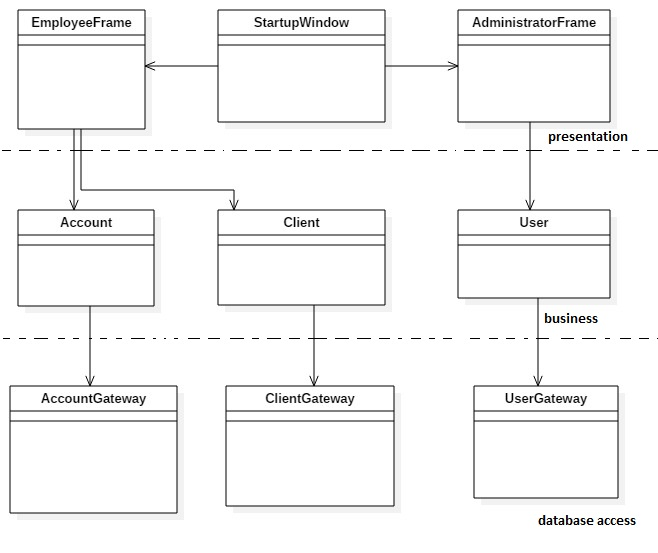 EmployeeFrame
StartupWindow
AdministratorFrame
presentation
Account
Client
User
business
AccountGateway
ClientGateway
UserGateway
database access